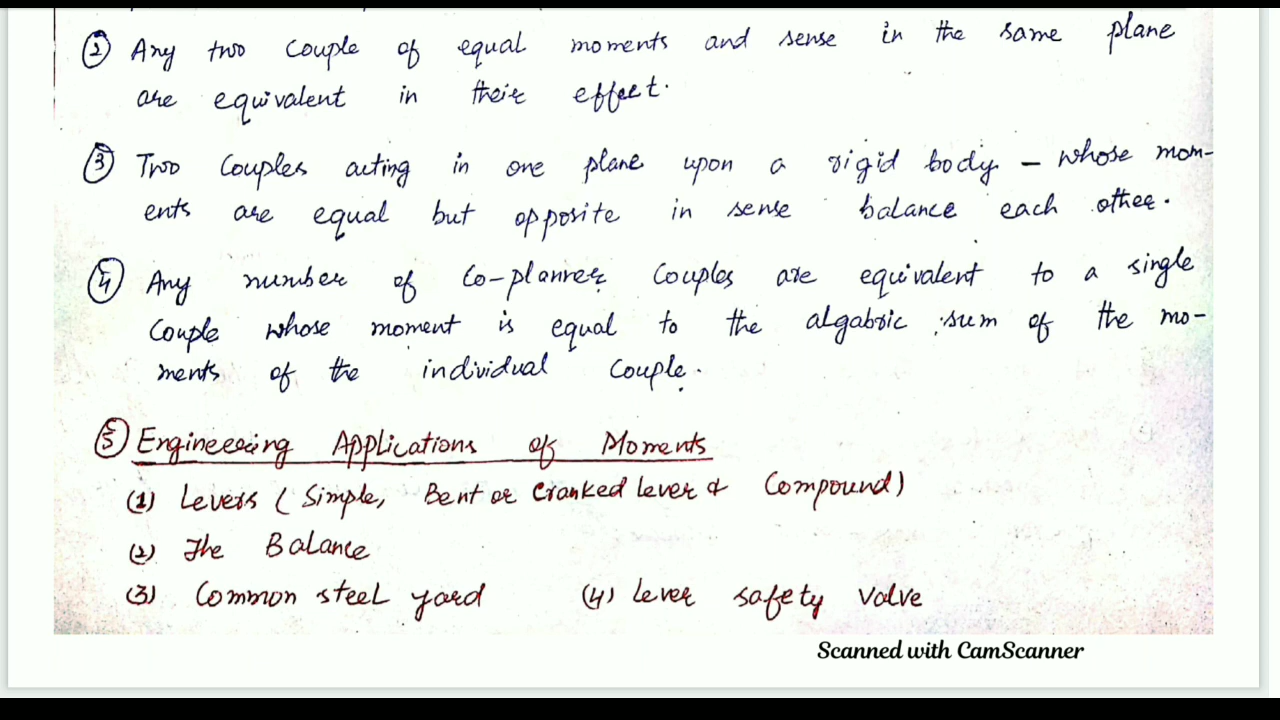 (2) Any two couple of equal moments and sense in the same plane
are equivalent in their effect.
(3) Two couples acting in one plane upon a rigid body - whose mom-
ents are equal but opposite in sense balance each other.
(4) Any number of Co-planner Couples are equivalent to a single
Couple whose moment is equal to the algabric sum of the mo-
ments of the individual couple.
(5) Engineering Applications of Moments
(1) Levers (Simple, Bent or Cranked lever & Compound)
(2) The Balance
(3) Common steel yard (4) Lever safety valve
Scanned with CamScanner